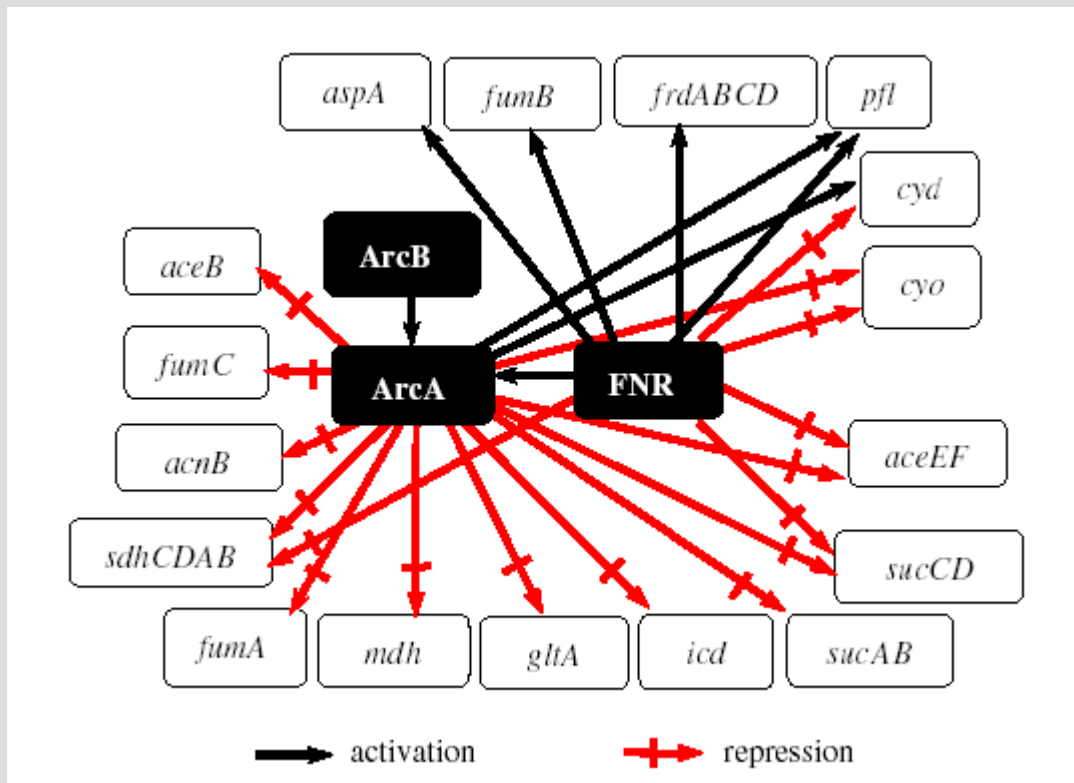 aspA
fumB
frdABCD
pfl
cyd
aceB
ArcB
cyo
fumC
ArcA
FNR
acnB
aceEF
sdhCDAB
sucCD
fumA
mdh
gltA
icd
sucAB
activation
repression